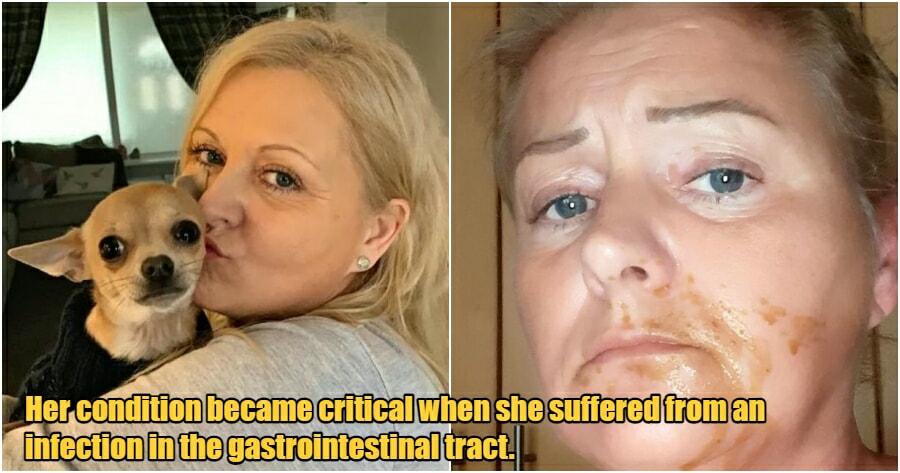 Her condition became critical when she suffered from an
infection in the gastrointestinal tract.